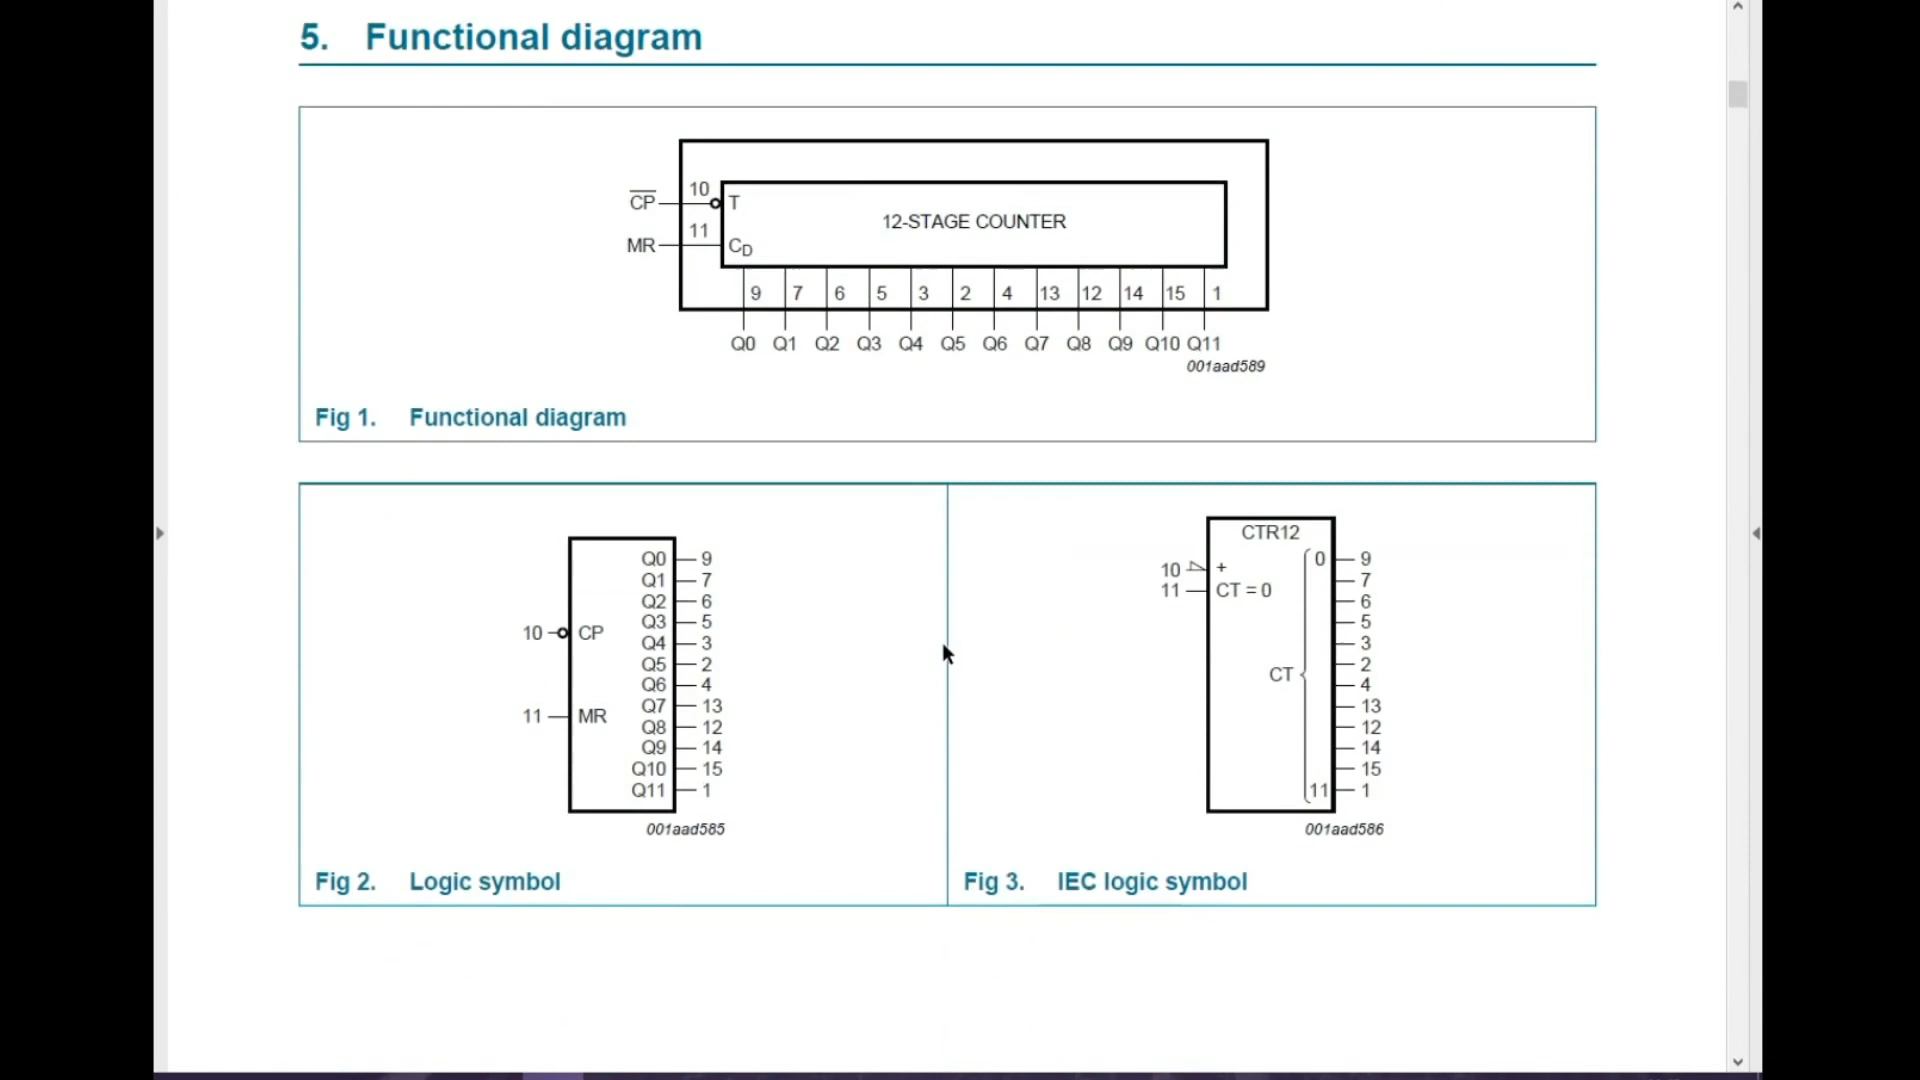 5. Functional diagram
10
CP
T
12-STAGE COUNTER
11
MR
CD
9 7 6 5 3 2 4 13 12 14 15 1
Q0 Q1 Q2 Q3 Q4 Q5 Q6 Q7 Q8 Q9 Q10 Q11
001aad589
Fig 1. Functional diagram
Q0 9
Q1 7
Q2 6
Q3 5
10 CP
Q4 3
Q5 2
Q6 4
Q7 13
11 MR
Q8 12
Q9 14
Q10 15
Q11 1
001aad585
Fig 2. Logic symbol
CTR12
0 9
10 +
7
11 CT = 0
6
5
3
2
CT
4
13
12
14
15
11 1
001aad586
Fig 3. IEC logic symbol